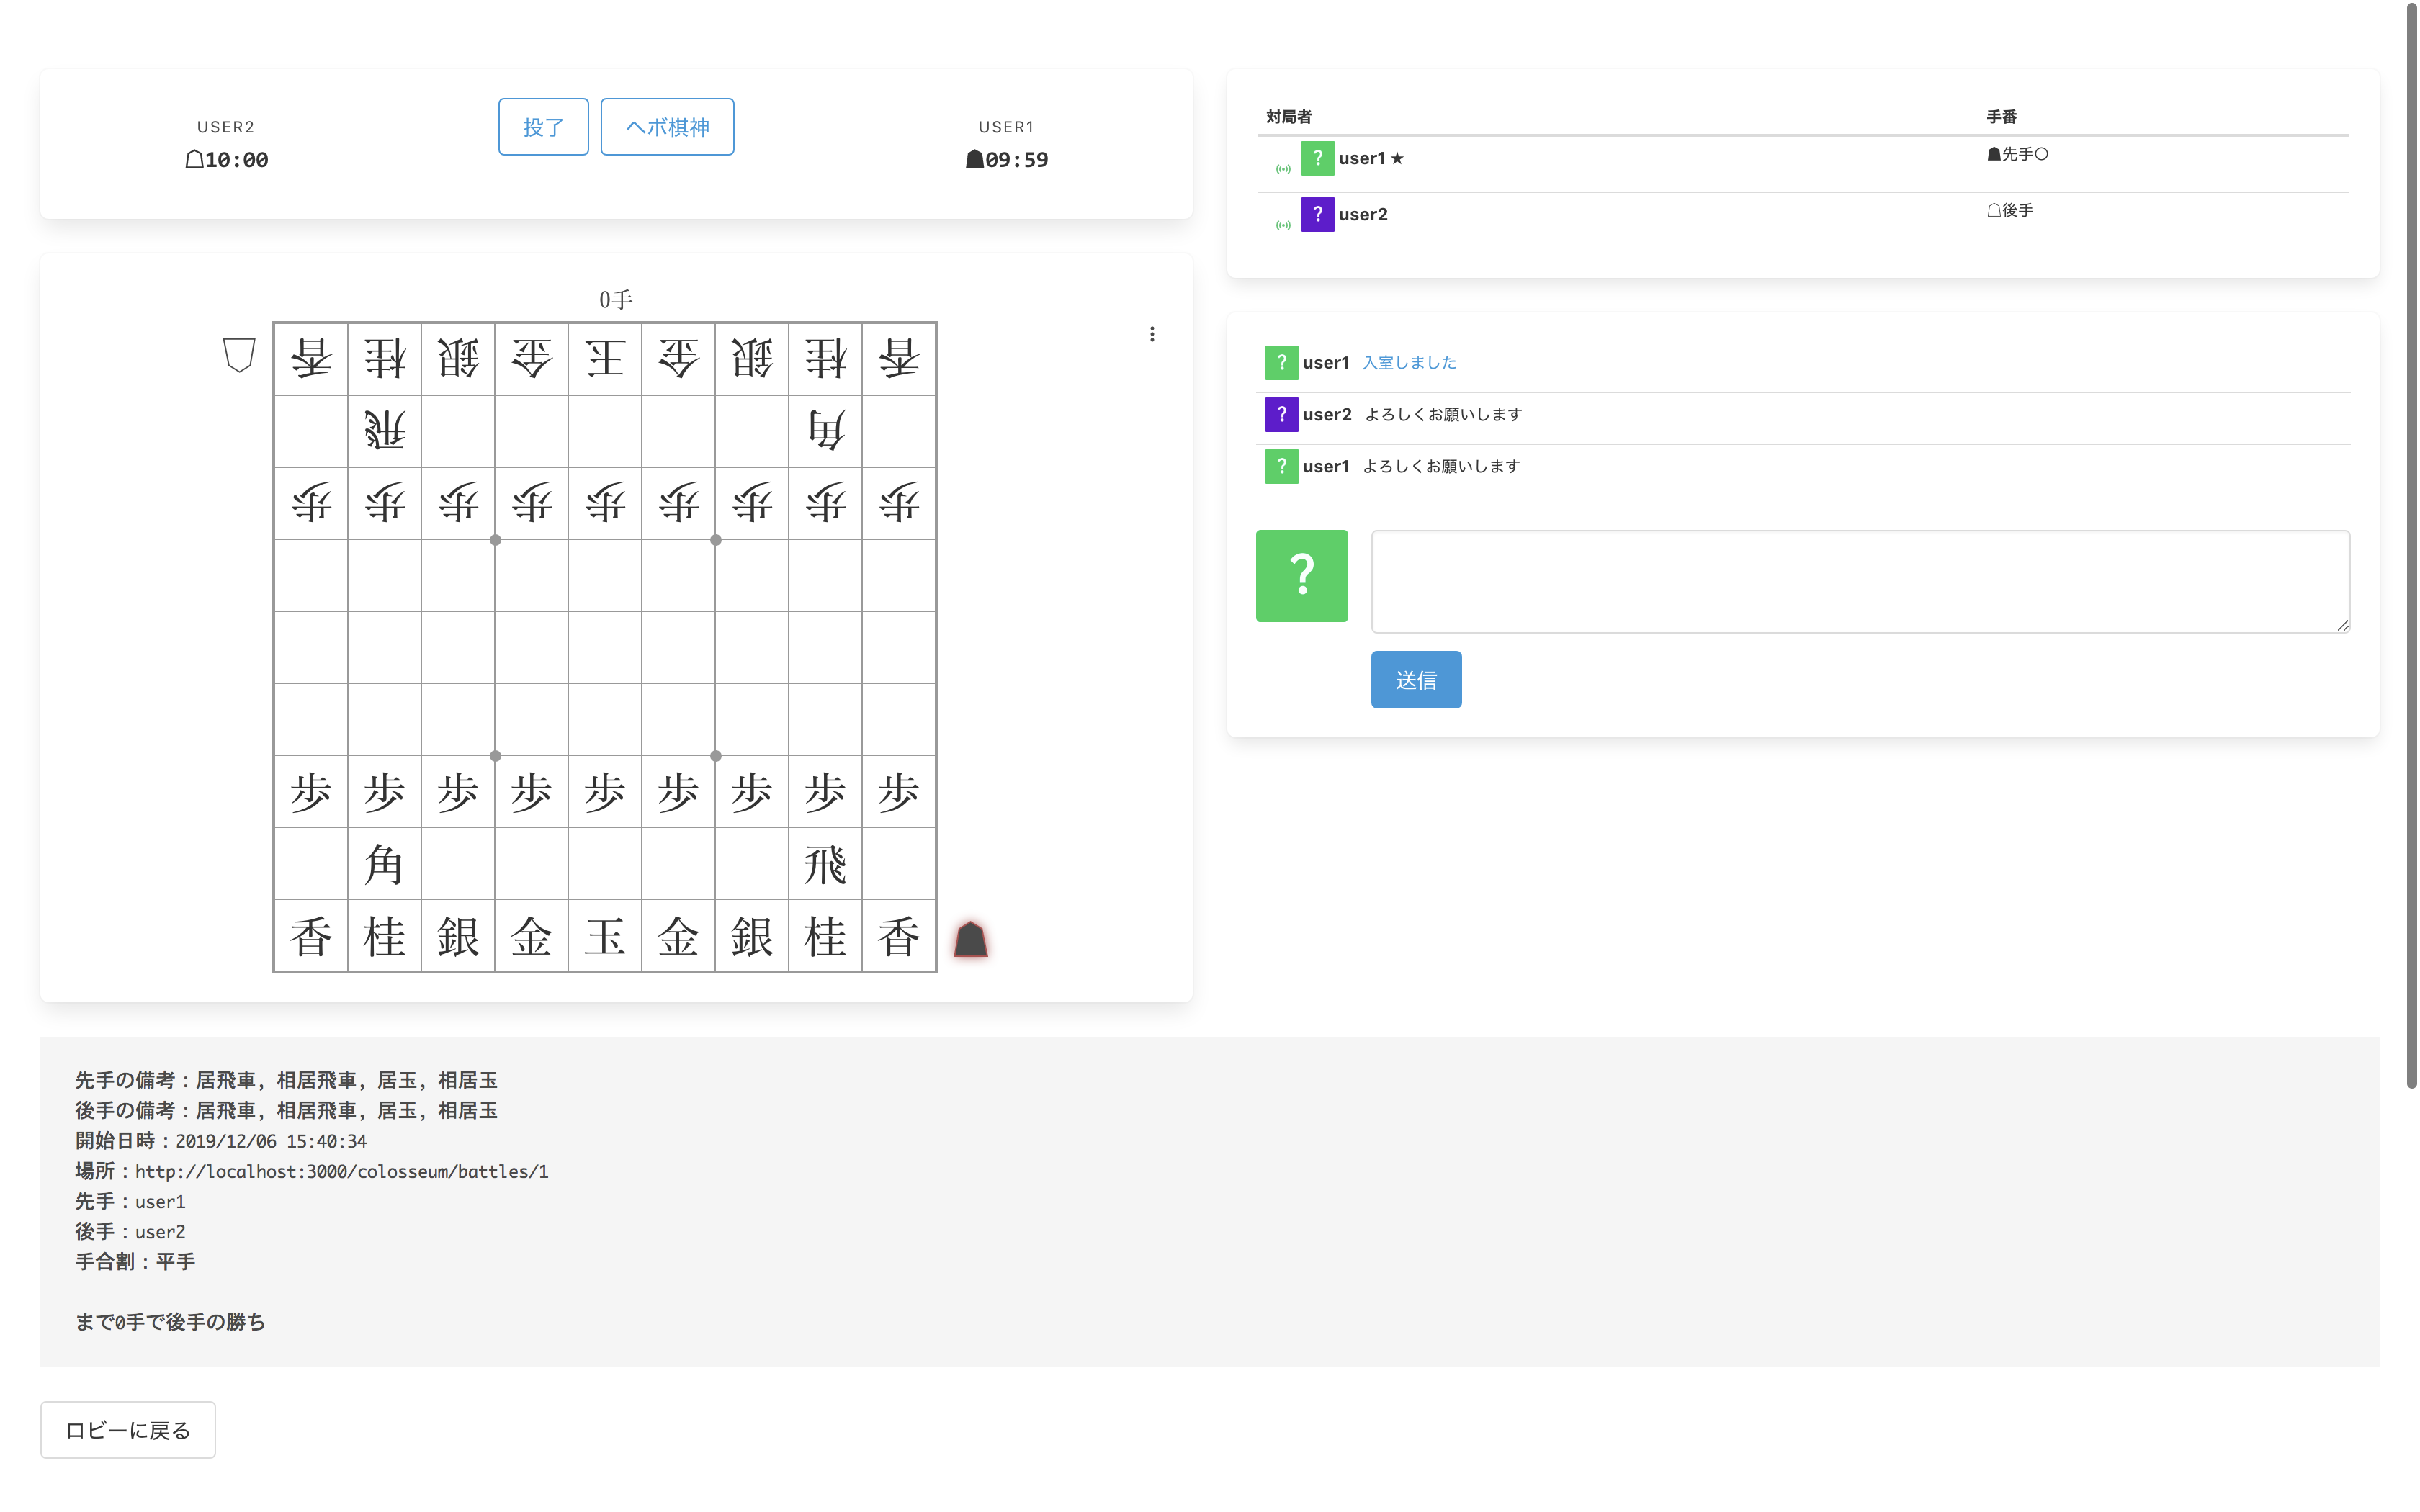 USER2
☖10:00
投了
ヘボ棋神
USER1
☗09:59
0手
香桂銀金王金銀桂香
飛角
歩歩歩歩歩歩歩歩歩
歩歩歩歩歩歩歩歩歩
角飛
香桂銀金玉金銀桂香
対局者 手番
? user1 ★ ☗先手〇
? user2 ☖後手
? user1 入室しました
? user2 よろしくお願いします
? user1 よろしくお願いします
?
送信
先手の備考：居飛車, 相居飛車, 居玉, 相居玉
後手の備考：居飛車, 相居飛車, 居玉, 相居玉
開始日時：2019/12/06 15:40:34
場所：http://localhost:3000/colosseum/battles/1
先手：user1
後手：user2
手合割：平手
まで0手で後手の勝ち
ロビーに戻る